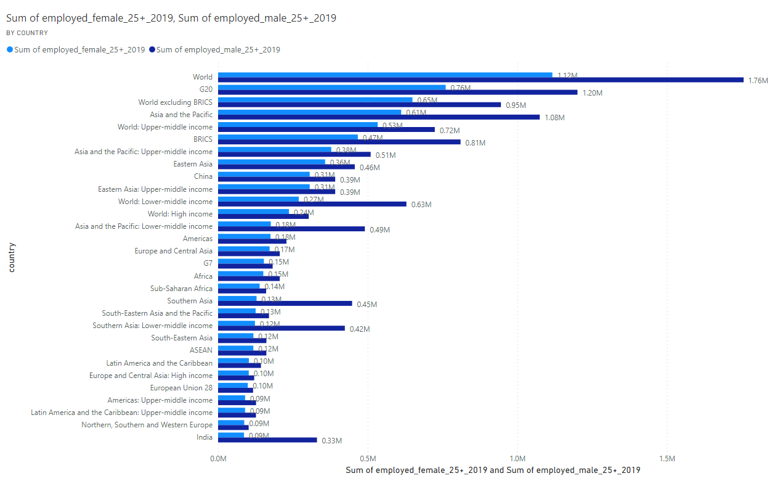 Sum of employed_female_25+_2019, Sum of employed_male_25+_2019
BY COUNTRY
Sum of employed_female_25+_2019 Sum of employed_male_25+_2019
World 1.12M 1.76M
G20 0.76M 1.20M
World excluding BRICS 0.65M 0.95M
Asia and the Pacific 0.61M 1.08M
World: Upper-middle income 0.53M 0.72M
BRICS 0.47M 0.81M
Asia and the Pacific: Upper-middle income 0.38M 0.51M
Eastern Asia 0.36M 0.46M
China 0.31M 0.39M
Eastern Asia: Upper-middle income 0.31M 0.39M
World: Lower-middle income 0.27M 0.63M
World: High income 0.24M
Asia and the Pacific: Lower-middle income 0.18M 0.49M
Americas 0.18M
Europe and Central Asia 0.17M
G7 0.15M
Africa 0.15M
Sub-Saharan Africa 0.14M
Southern Asia 0.13M 0.45M
South-Eastern Asia and the Pacific 0.13M
Southern Asia: Lower-middle income 0.12M 0.42M
South-Eastern Asia 0.12M
ASEAN 0.12M
Latin America and the Caribbean 0.10M
Europe and Central Asia: High income 0.10M
European Union 28 0.10M
Americas: Upper-middle income 0.09M
Latin America and the Caribbean: Upper-middle income 0.09M
Northern, Southern and Western Europe 0.09M
India 0.09M 0.33M
country
0.0M 0.5M 1.0M 1.5M
Sum of employed_female_25+_2019 and Sum of employed_male_25+_2019